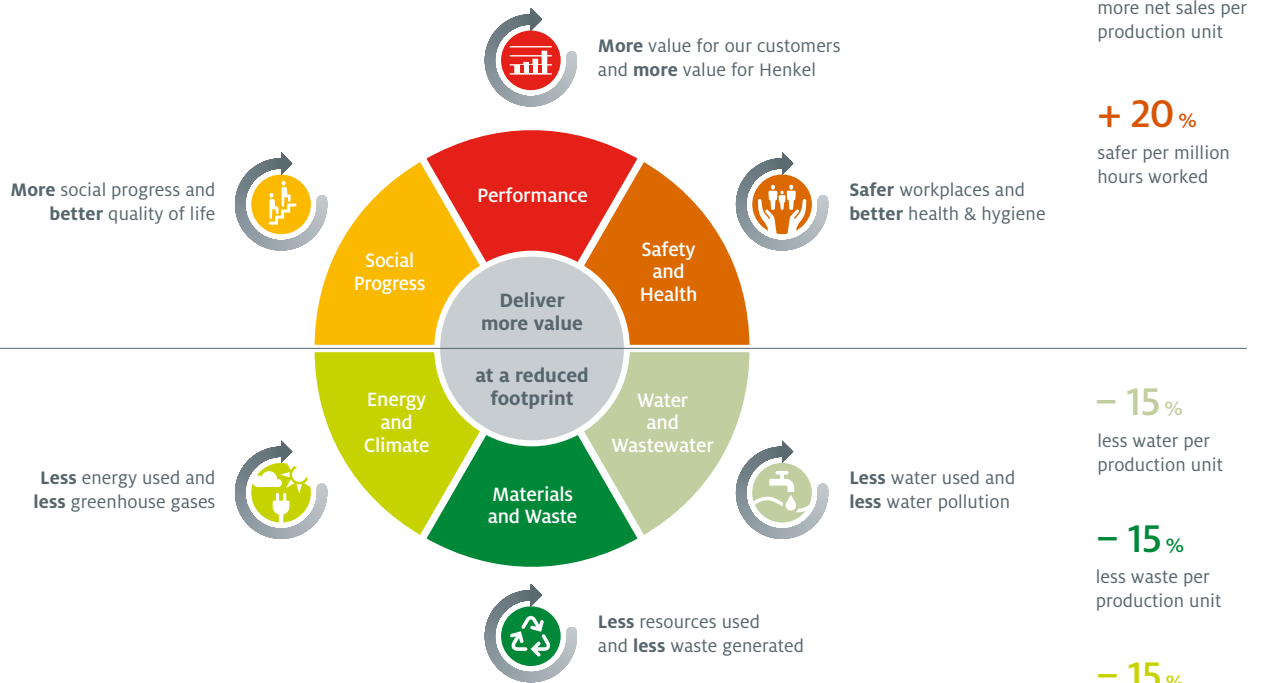 more net sales per
production unit
More value for our customers
and more value for Henkel
+ 20 %
safer per million
hours worked
More social progress and
better quality of life
Safer workplaces and
better health & hygiene
Performance
Social
Progress
Safety
and
Health
Deliver
more value
at a reduced
footprint
Energy
and
Climate
Water
and
Wastewater
Materials
and Waste
– 15 %
less water per
production unit
Less energy used and
less greenhouse gases
Less water used and
less water pollution
– 15 %
less waste per
production unit
Less resources used
and less waste generated
– 15 %